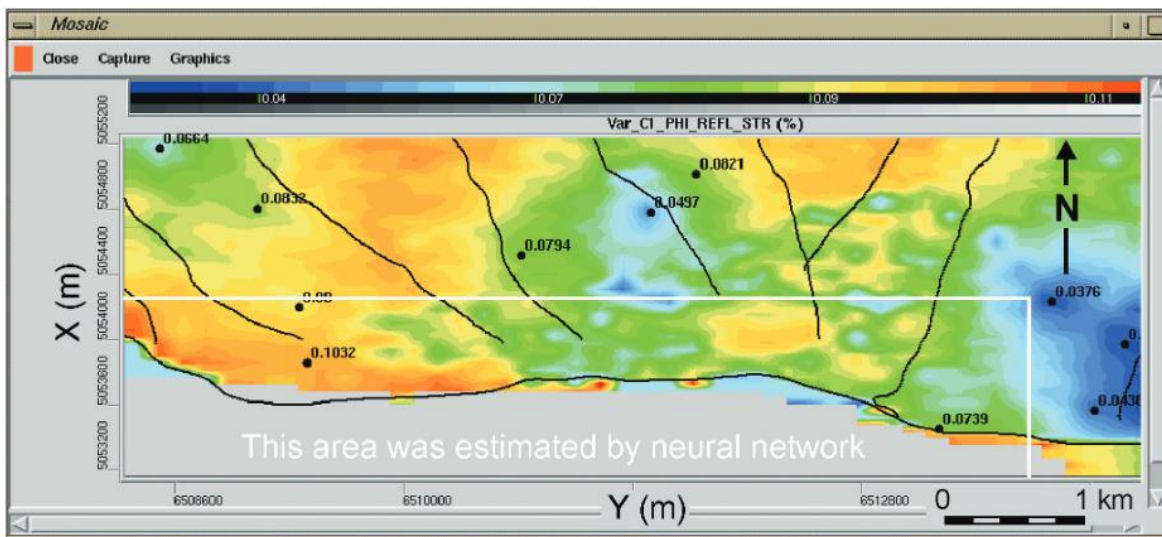 Mosaic
Close Capture Graphics
0.04 0.07 0.09 0.11
Var_C1_PHI_REFL_STR (%)
5055200
5054800
5054400
5054000
5053600
5053200
X (m)
0.0664
0.0832
0.0821
0.0497
0.0794
N
0.0376
0.1032
0.0436
0.0739
This area was estimated by neural network
6508600 6510000 6512800
Y (m)
0 1 km